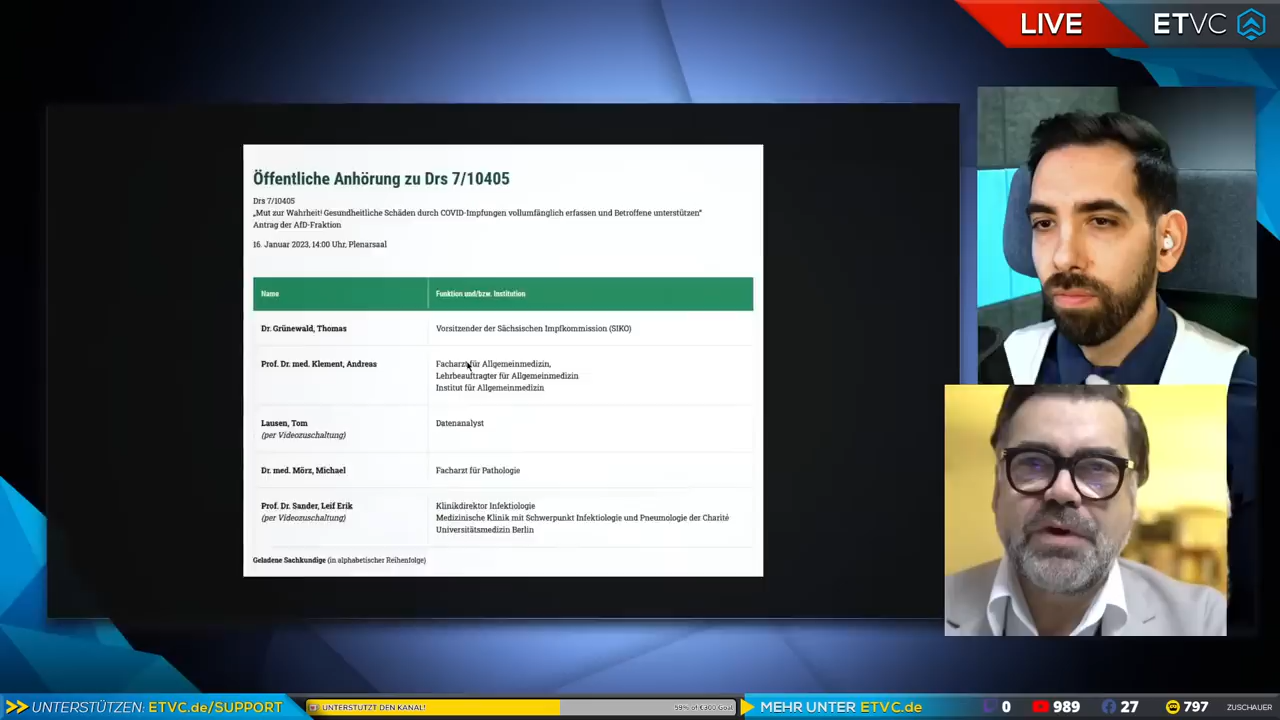 LIVE
ETVC
Öffentliche Anhörung zu Drs 7/10405
Drs 7/10405
„Mut zur Wahrheit! Gesundheitliche Schäden durch COVID-Impfungen vollumfänglich erfassen und Betroffene unterstützen"
Antrag der AfD-Fraktion
16. Januar 2023, 14:00 Uhr, Plenarsaal
Name
Funktion und/bzw. Institution
Dr. Grünewald, Thomas
Vorsitzender der Sächsischen Impfkommission (SIKO)
Prof. Dr. med. Klement, Andreas
Facharzt für Allgemeinmedizin,
Lehrbeauftragter für Allgemeinmedizin
Institut für Allgemeinmedizin
Lausen, Tom
(per Videozuschaltung)
Datenanalyst
Dr. med. Mörz, Michael
Facharzt für Pathologie
Prof. Dr. Sander, Leif Erik
(per Videozuschaltung)
Klinikdirektor Infektiologie
Medizinische Klinik mit Schwerpunkt Infektiologie und Pneumologie der Charité
Universitätsmedizin Berlin
Geladene Sachkundige (in alphabetischer Reihenfolge)
UNTERSTÜTZEN: ETVC.de/SUPPORT
UNTERSTÜTZT DEN KANAL!
59% of €300 Goal
MEHR UNTER ETVC.de
0
989
27
797
ZUSCHAUER